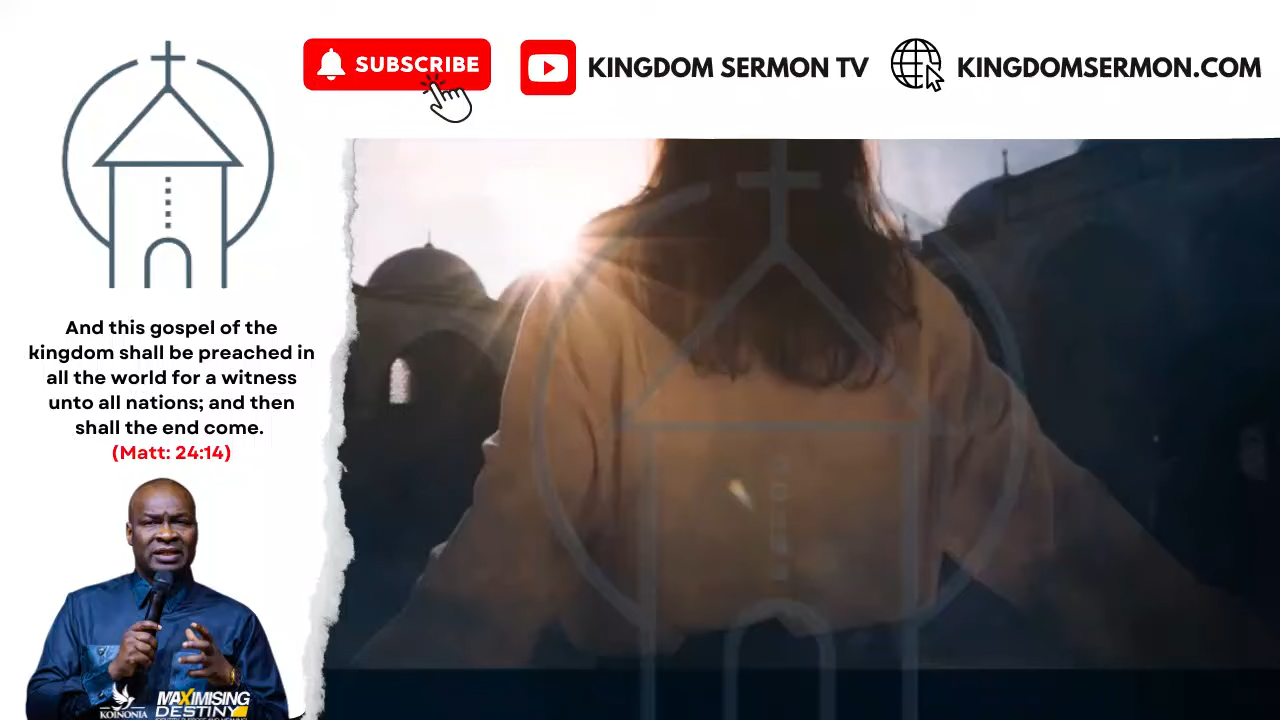 SUBSCRIBE
KINGDOM SERMON TV
KINGDOMSERMON.COM
And this gospel of the
kingdom shall be preached in
all the world for a witness
unto all nations; and then
shall the end come.
(Matt: 24:14)
KOINONIA
MAXIMISING
DESTINY